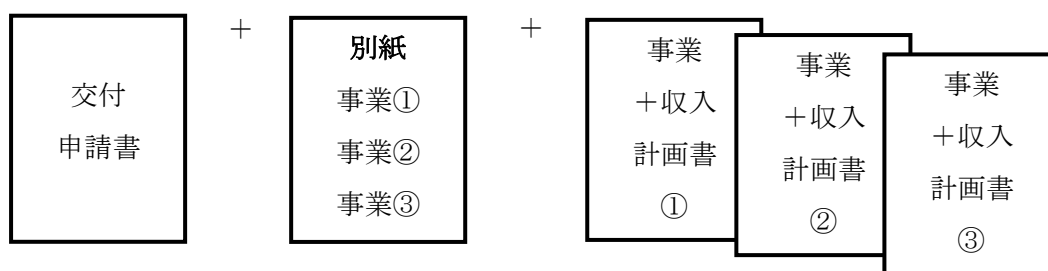 交付
申請書
＋
別紙
事業①
事業②
事業③
＋
事業
＋収入
計画書
①
事業
＋収入
計画書
②
事業
＋収入
計画書
③